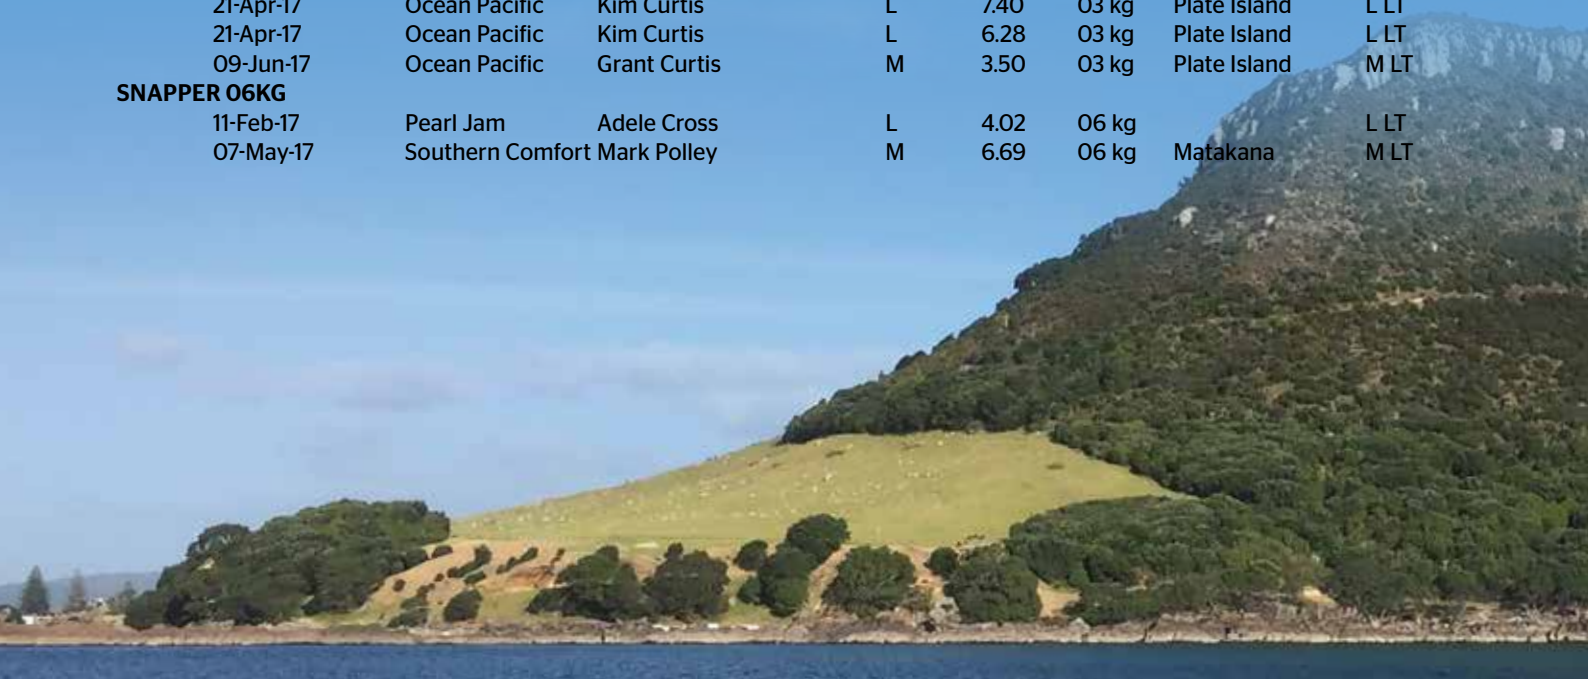 21-Apr-17 Ocean Pacific Kim Curtis L 7.40 03 kg Plate Island L LT
21-Apr-17 Ocean Pacific Kim Curtis L 6.28 03 kg Plate Island L LT
09-Jun-17 Ocean Pacific Grant Curtis M 3.50 03 kg Plate Island M LT
SNAPPER 06KG
11-Feb-17 Pearl Jam Adele Cross L 4.02 06 kg L LT
07-May-17 Southern Comfort Mark Polley M 6.69 06 kg Matakana M LT